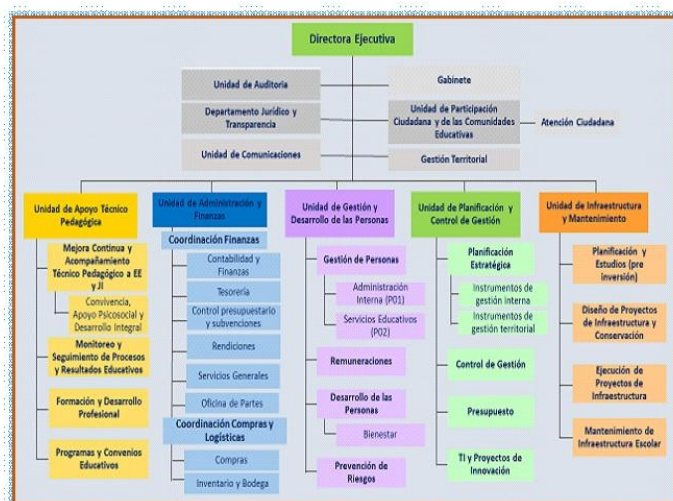 Directora Ejecutiva
Unidad de Auditoria
Gabinete
Departamento Jurídico y
Transparencia
Unidad de Participación
Ciudadana y de las Comunidades
Educativas
Atención Ciudadana
Unidad de Comunicaciones
Gestión Territorial
Unidad de Apoyo Técnico
Pedagógica
Mejora Continua y
Acompañamiento
Técnico Pedagógico a EE
y JI
Convivencia,
Apoyo Psicosocial y
Desarrollo Integral
Monitoreo y
Seguimiento de Procesos
y Resultados Educativos
Formación y Desarrollo
Profesional
Programas y Convenios
Educativos
Unidad de Administración y
Finanzas
Coordinación Finanzas
Contabilidad y
Finanzas
Tesorería
Control presupuestario
y subvenciones
Rendiciones
Servicios Generales
Oficina de Partes
Coordinación Compras y
Logísticas
Compras
Inventario y Bodega
Unidad de Gestión y
Desarrollo de las Personas
Gestión de Personas
Administración
Interna (P01)
Servicios Educativos
(P02)
Remuneraciones
Desarrollo de las
Personas
Bienestar
Prevención de
Riesgos
Unidad de Planificación y
Control de Gestión
Planificación
Estratégica
Instrumentos de
gestión interna
Instrumentos de
gestión territorial
Control de Gestión
Presupuesto
TI y Proyectos de
Innovación
Unidad de Infraestructura
y Mantenimiento
Planificación y
Estudios (pre
inversión)
Diseño de Proyectos
de Infraestructura y
Conservación
Ejecución de
Proyectos de
Infraestructura
Mantenimiento de
Infraestructura Escolar